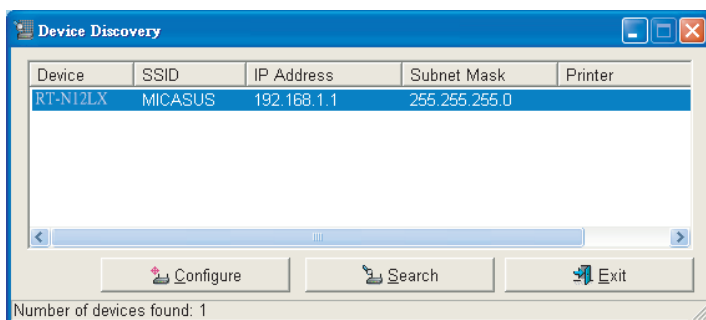 Device Discovery
Device SSID IP Address Subnet Mask Printer
RT-N12LX MICASUS 192.168.1.1 255.255.255.0
Configure Search Exit
Number of devices found: 1